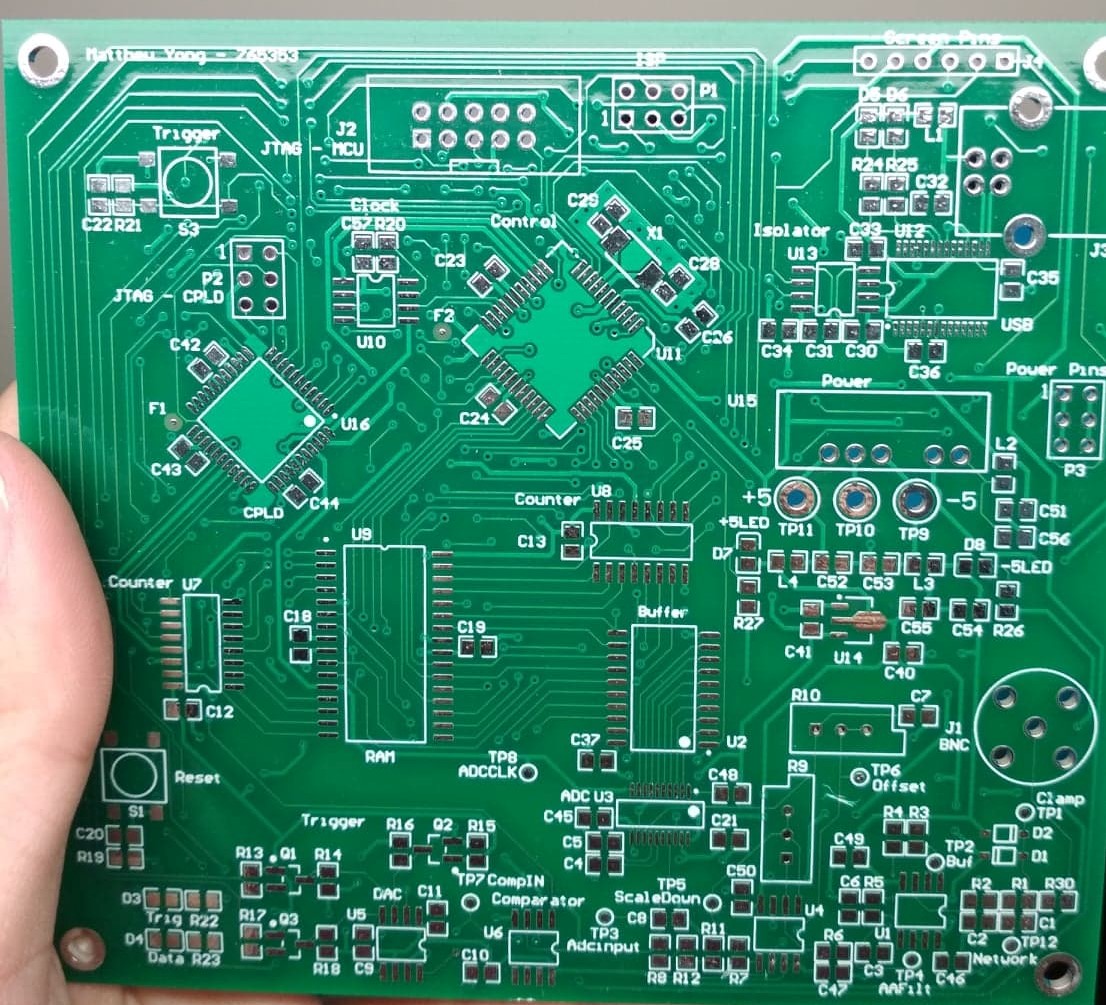 Matthew Yong - Z65353
ISP
Screen Pins
J4
P1
1
D5 D6
L1
J2
JTAG - MCU
Trigger
S3
C22 R21
R24 R25
C32
Clock
C57 R20
Control
C29
X1
C28
C26
Isolator
U13
C33
U12
J3
C35
USB
C34 C31 C30
C36
1
P2
JTAG - CPLD
C23
F2
U10
U11
C42
F1
U16
C43
C44
CPLD
C24
C25
U15
Power
Power Pins
1
P3
L2
+5
-5
TP11 TP10 TP9
C51
C56
Counter
U8
C13
+5LED
D7
D8
-5LED
L4 C52 C53 L3
R27
C41
U14
C55 C54 R26
C40
U9
RAM
Counter U7
C18
C19
C12
Buffer
U2
R10
C7
J1
BNC
Reset
S1
C20
R19
TP8
ADCCLK
C37
R9
TP6
Offset
C48
ADC U3
C45
C5
C4
C21
Clamp
TP1
D2
D1
R4 R3
TP2
Buf
C49
Trigger
R16 Q2 R15
R13 Q1 R14
TP7 CompIN
Comparator
DAC
C11
TP5
ScaleDown
C50
C6 R5
R2 R1 R30
C1
C2
D3
Trig R22
D4
Data R23
R17 Q3
R18
U5
C9
U6
C10
TP3
Adcinput
C8
R11
R8 R12 R7
U4
R6
C47
U1
C3
TP4
AAFilt
C46
TP12
Network